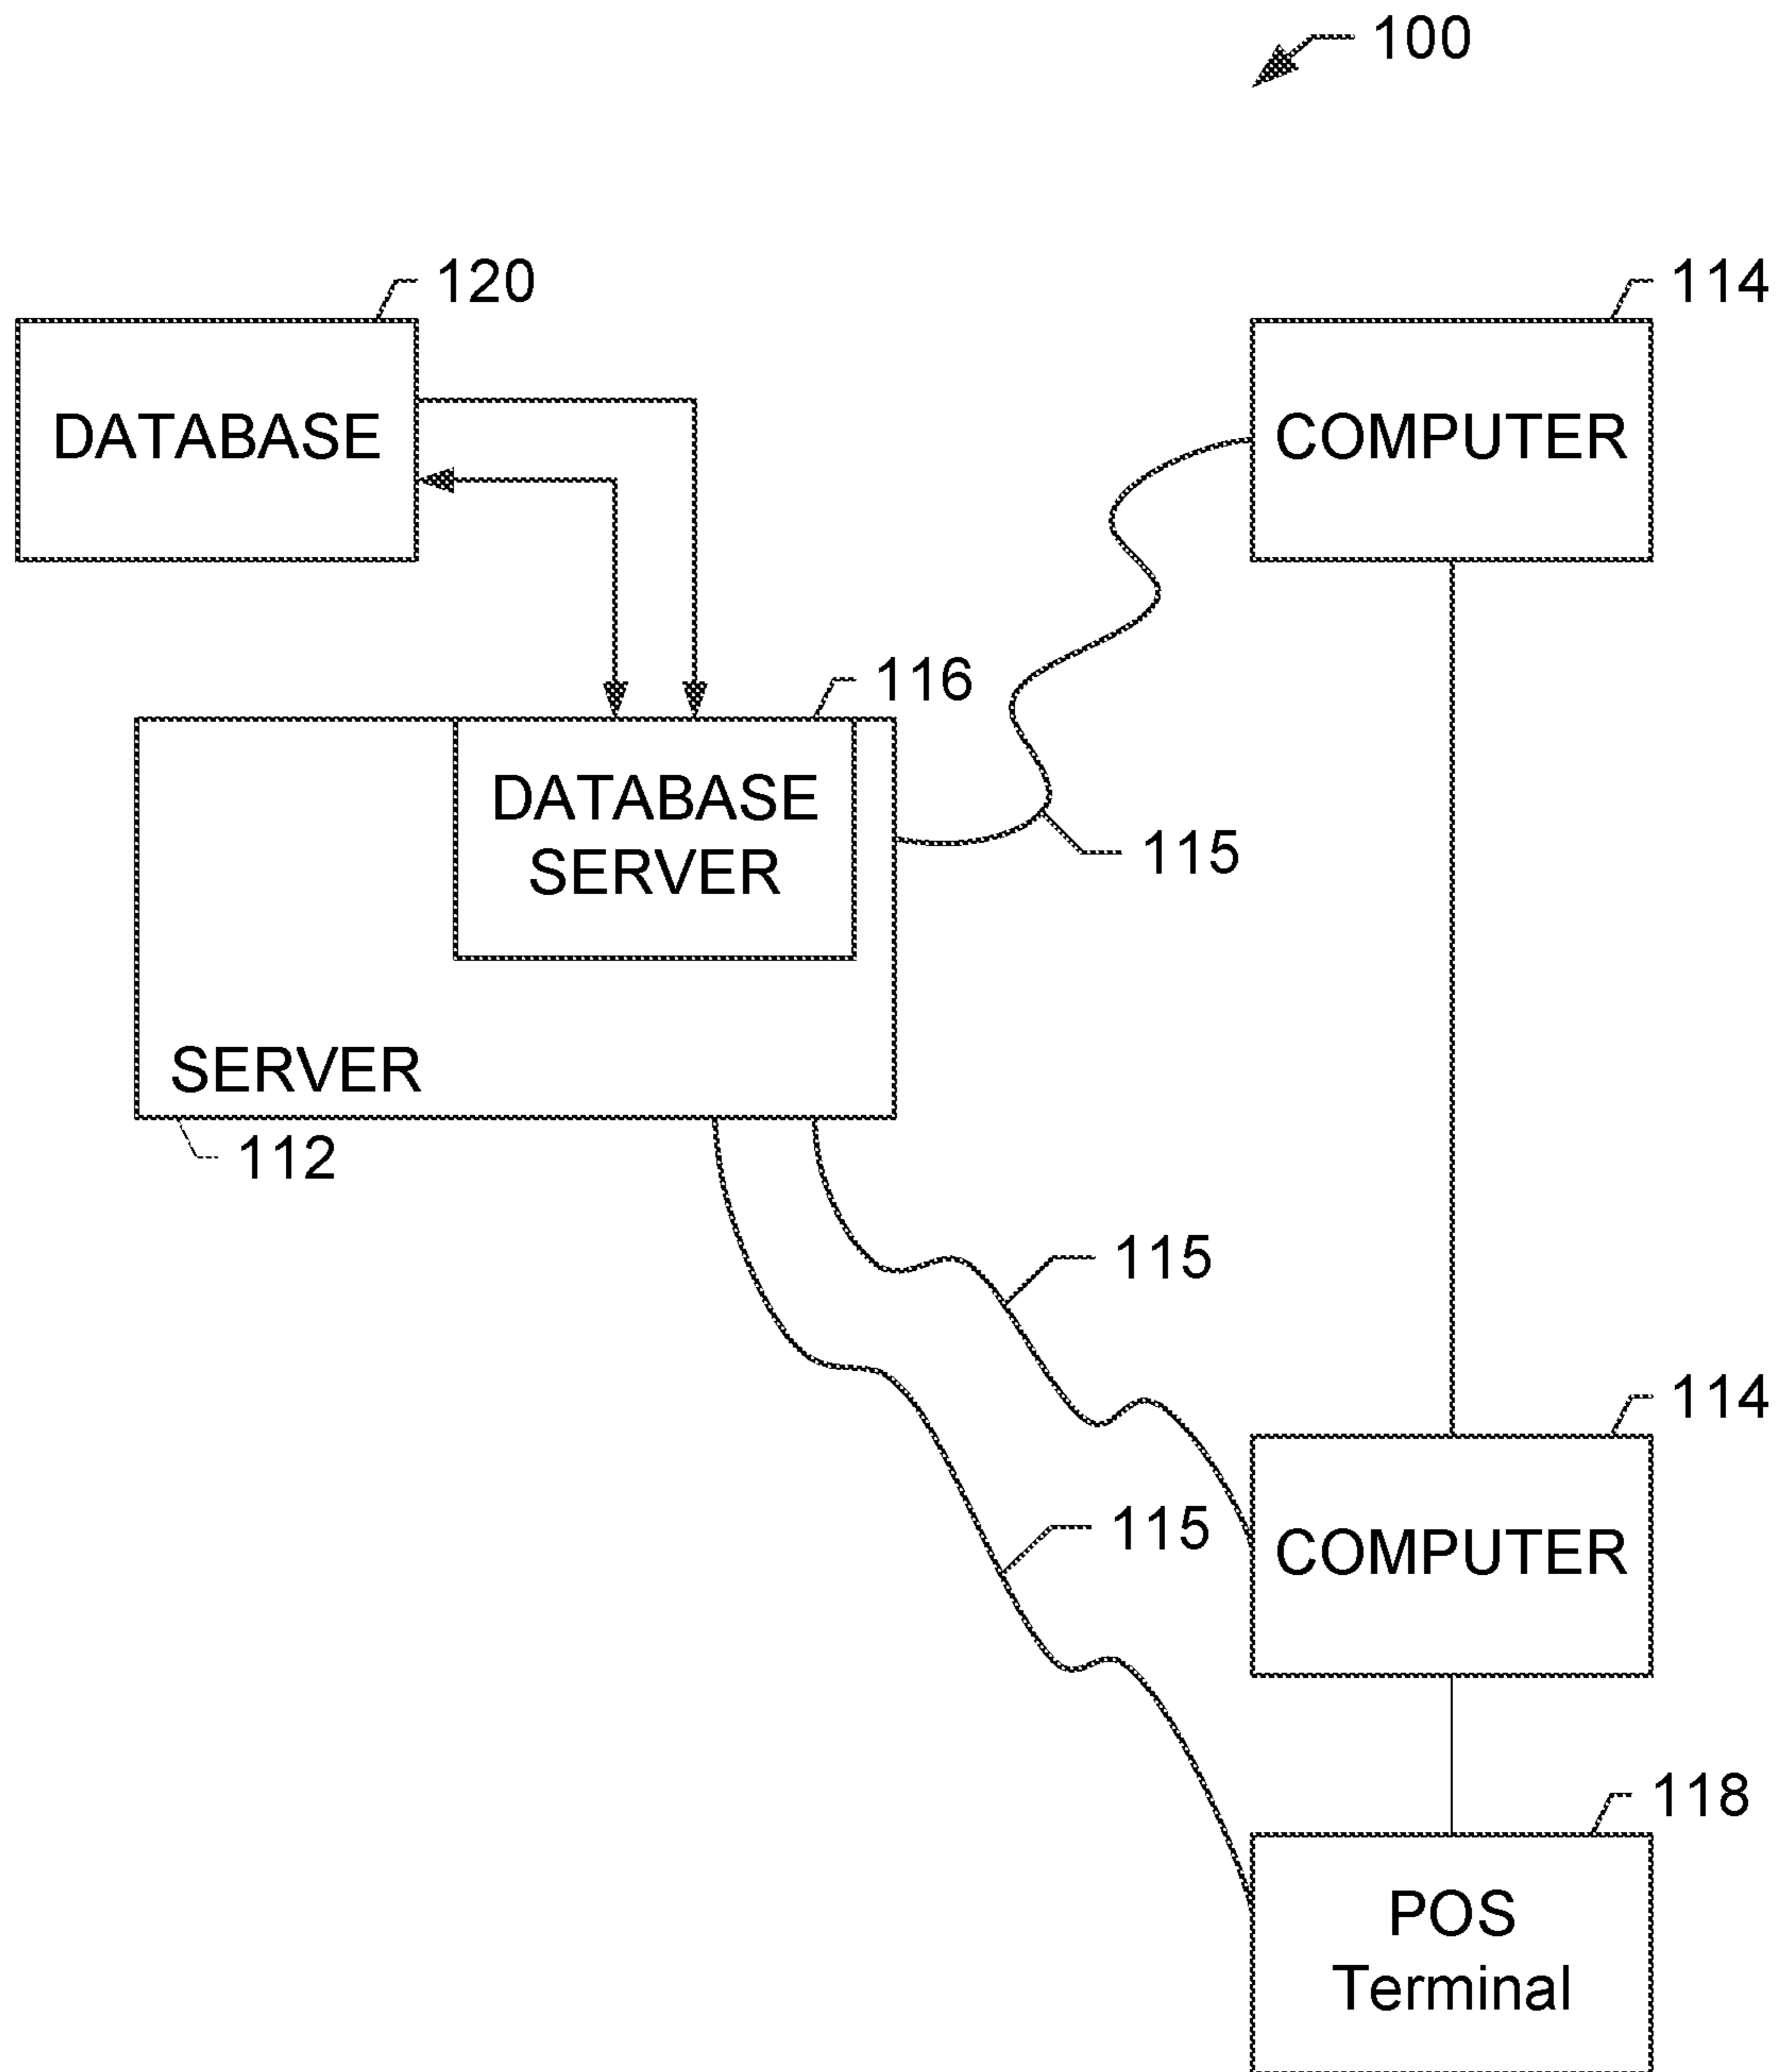 100
120
114
DATABASE
COMPUTER
116
DATABASE
SERVER
115
SERVER
112
115
114
115
COMPUTER
118
POS
Terminal